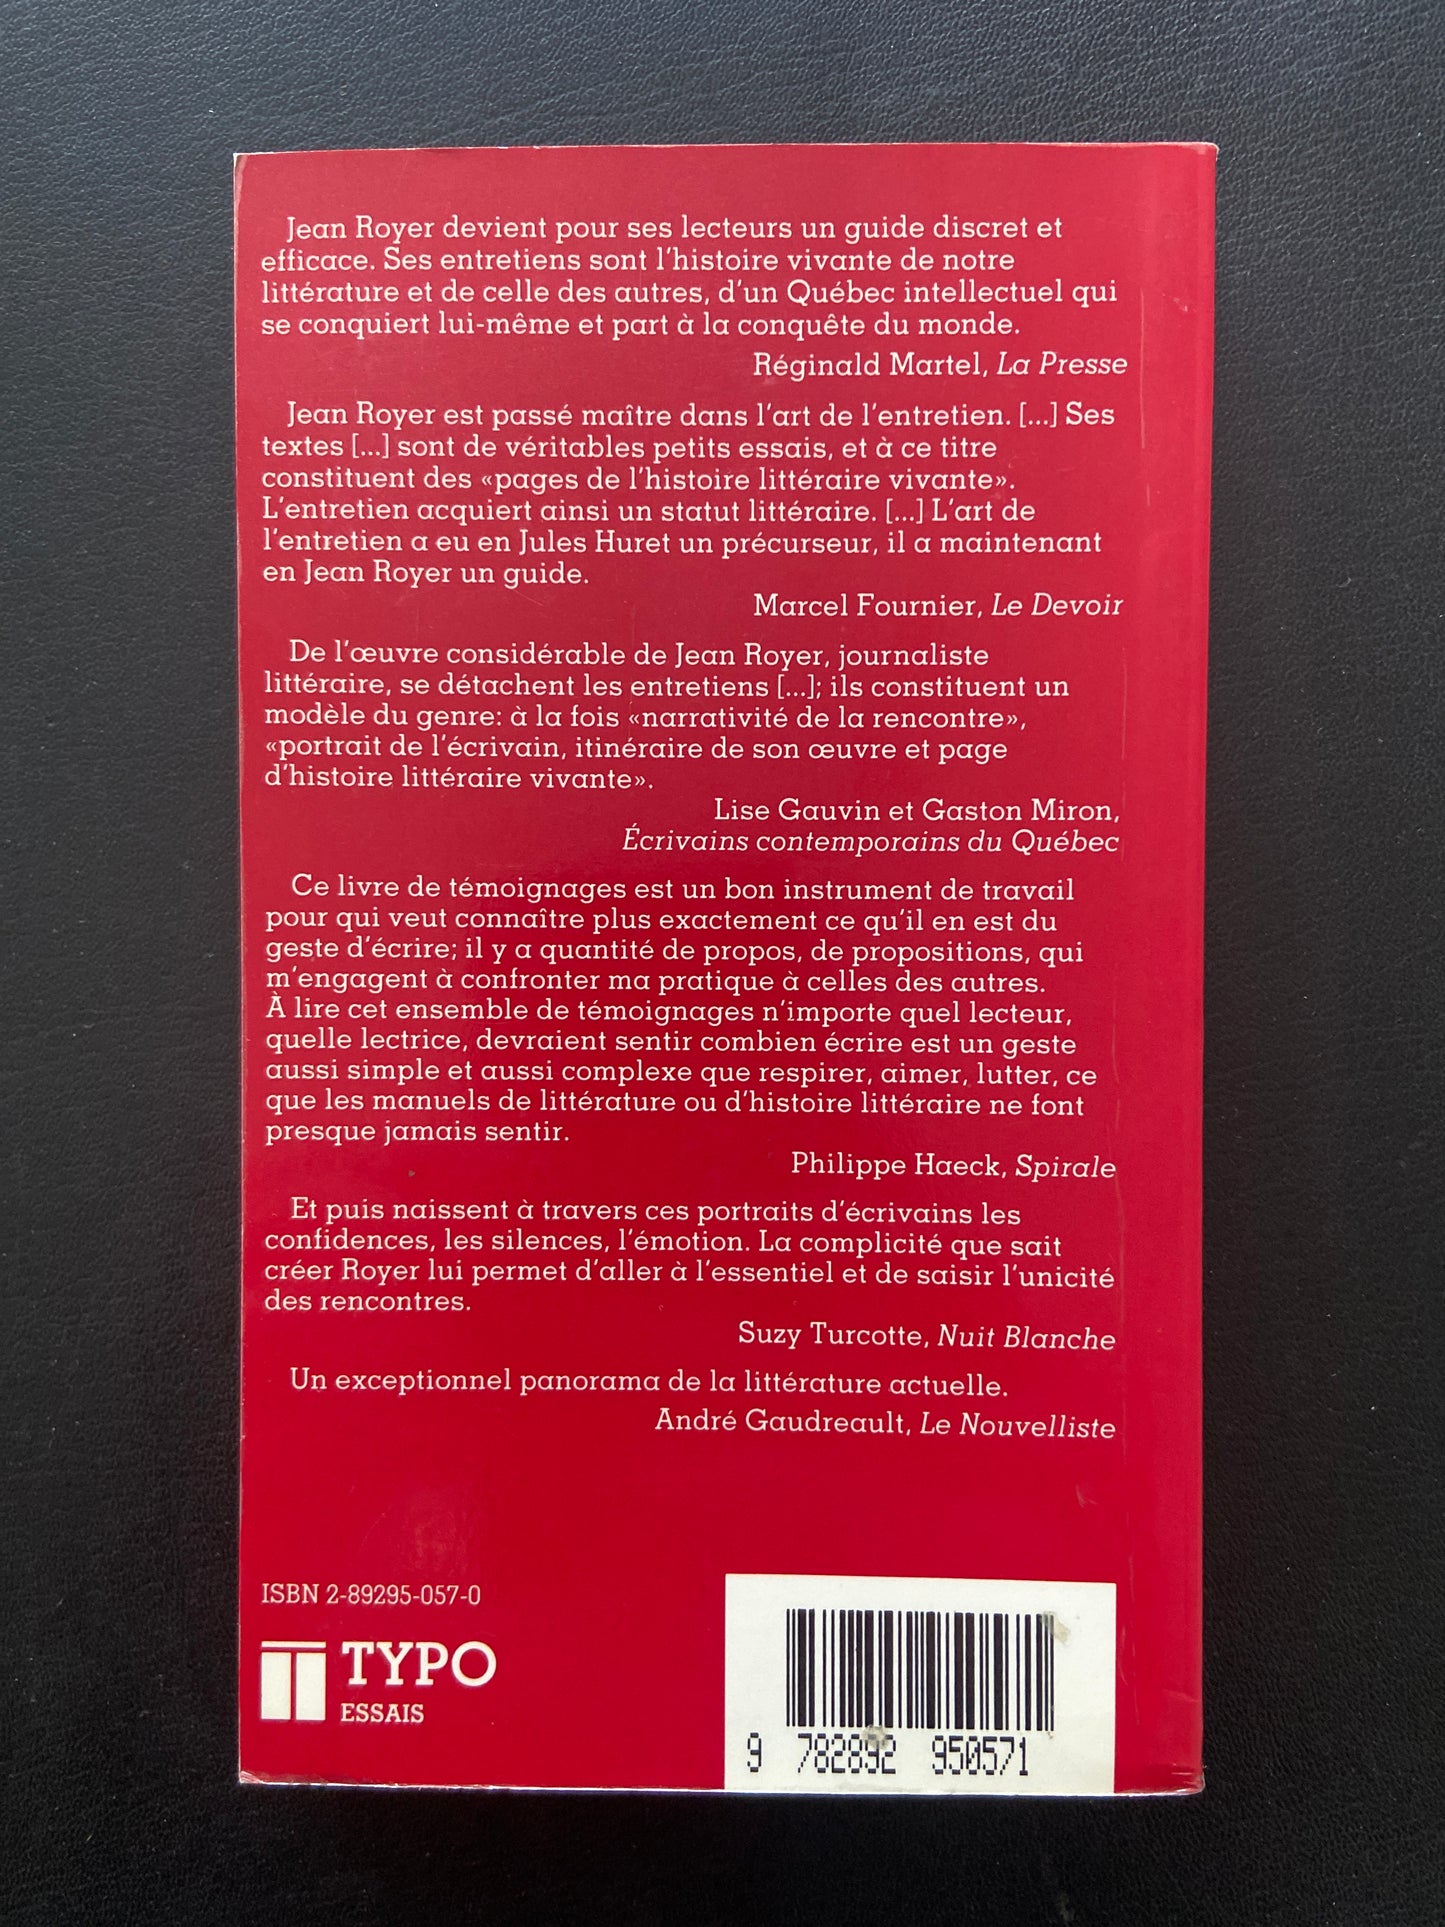 Jean Royer devient pour ses lecteurs un guide discret et
efficace. Ses entretiens sont l'histoire vivante de notre
littérature et de celle des autres, d'un Québec intellectuel qui
se conquiert lui-même et part à la conquête du monde.
Réginald Martel, La Presse
Jean Royer est passé maître dans l'art de l'entretien. [...] Ses
textes [...] sont de véritables petits essais, et à ce titre
constituent des «pages de l'histoire littéraire vivante».
L'entretien acquiert ainsi un statut littéraire. [...] L'art de
l'entretien a eu en Jules Huret un précurseur, il a maintenant
en Jean Royer un guide.
Marcel Fournier, Le Devoir
De l'œuvre considérable de Jean Royer, journaliste
littéraire, se détachent les entretiens [...]; ils constituent un
modèle du genre: à la fois «narrativité de la rencontre»,
«portrait de l'écrivain, itinéraire de son œuvre et page
d'histoire littéraire vivante».
Lise Gauvin et Gaston Miron,
Écrivains contemporains du Québec
Ce livre de témoignages est un bon instrument de travail
pour qui veut connaître plus exactement ce qu'il en est du
geste d'écrire; il y a quantité de propos, de propositions, qui
m'engagent à confronter ma pratique à celles des autres.
À lire cet ensemble de témoignages n'importe quel lecteur,
quelle lectrice, devraient sentir combien écrire est un geste
aussi simple et aussi complexe que respirer, aimer, lutter, ce
que les manuels de littérature ou d'histoire littéraire ne font
presque jamais sentir.
Philippe Haeck, Spirale
Et puis naissent à travers ces portraits d'écrivains les
confidences, les silences, l'émotion. La complicité que sait
créer Royer lui permet d'aller à l'essentiel et de saisir l'unicité
des rencontres.
Suzy Turcotte, Nuit Blanche
Un exceptionnel panorama de la littérature actuelle.
André Gaudreault, Le Nouvelliste
ISBN 2-89295-057-0
TYPO
ESSAIS
9 782892 950571